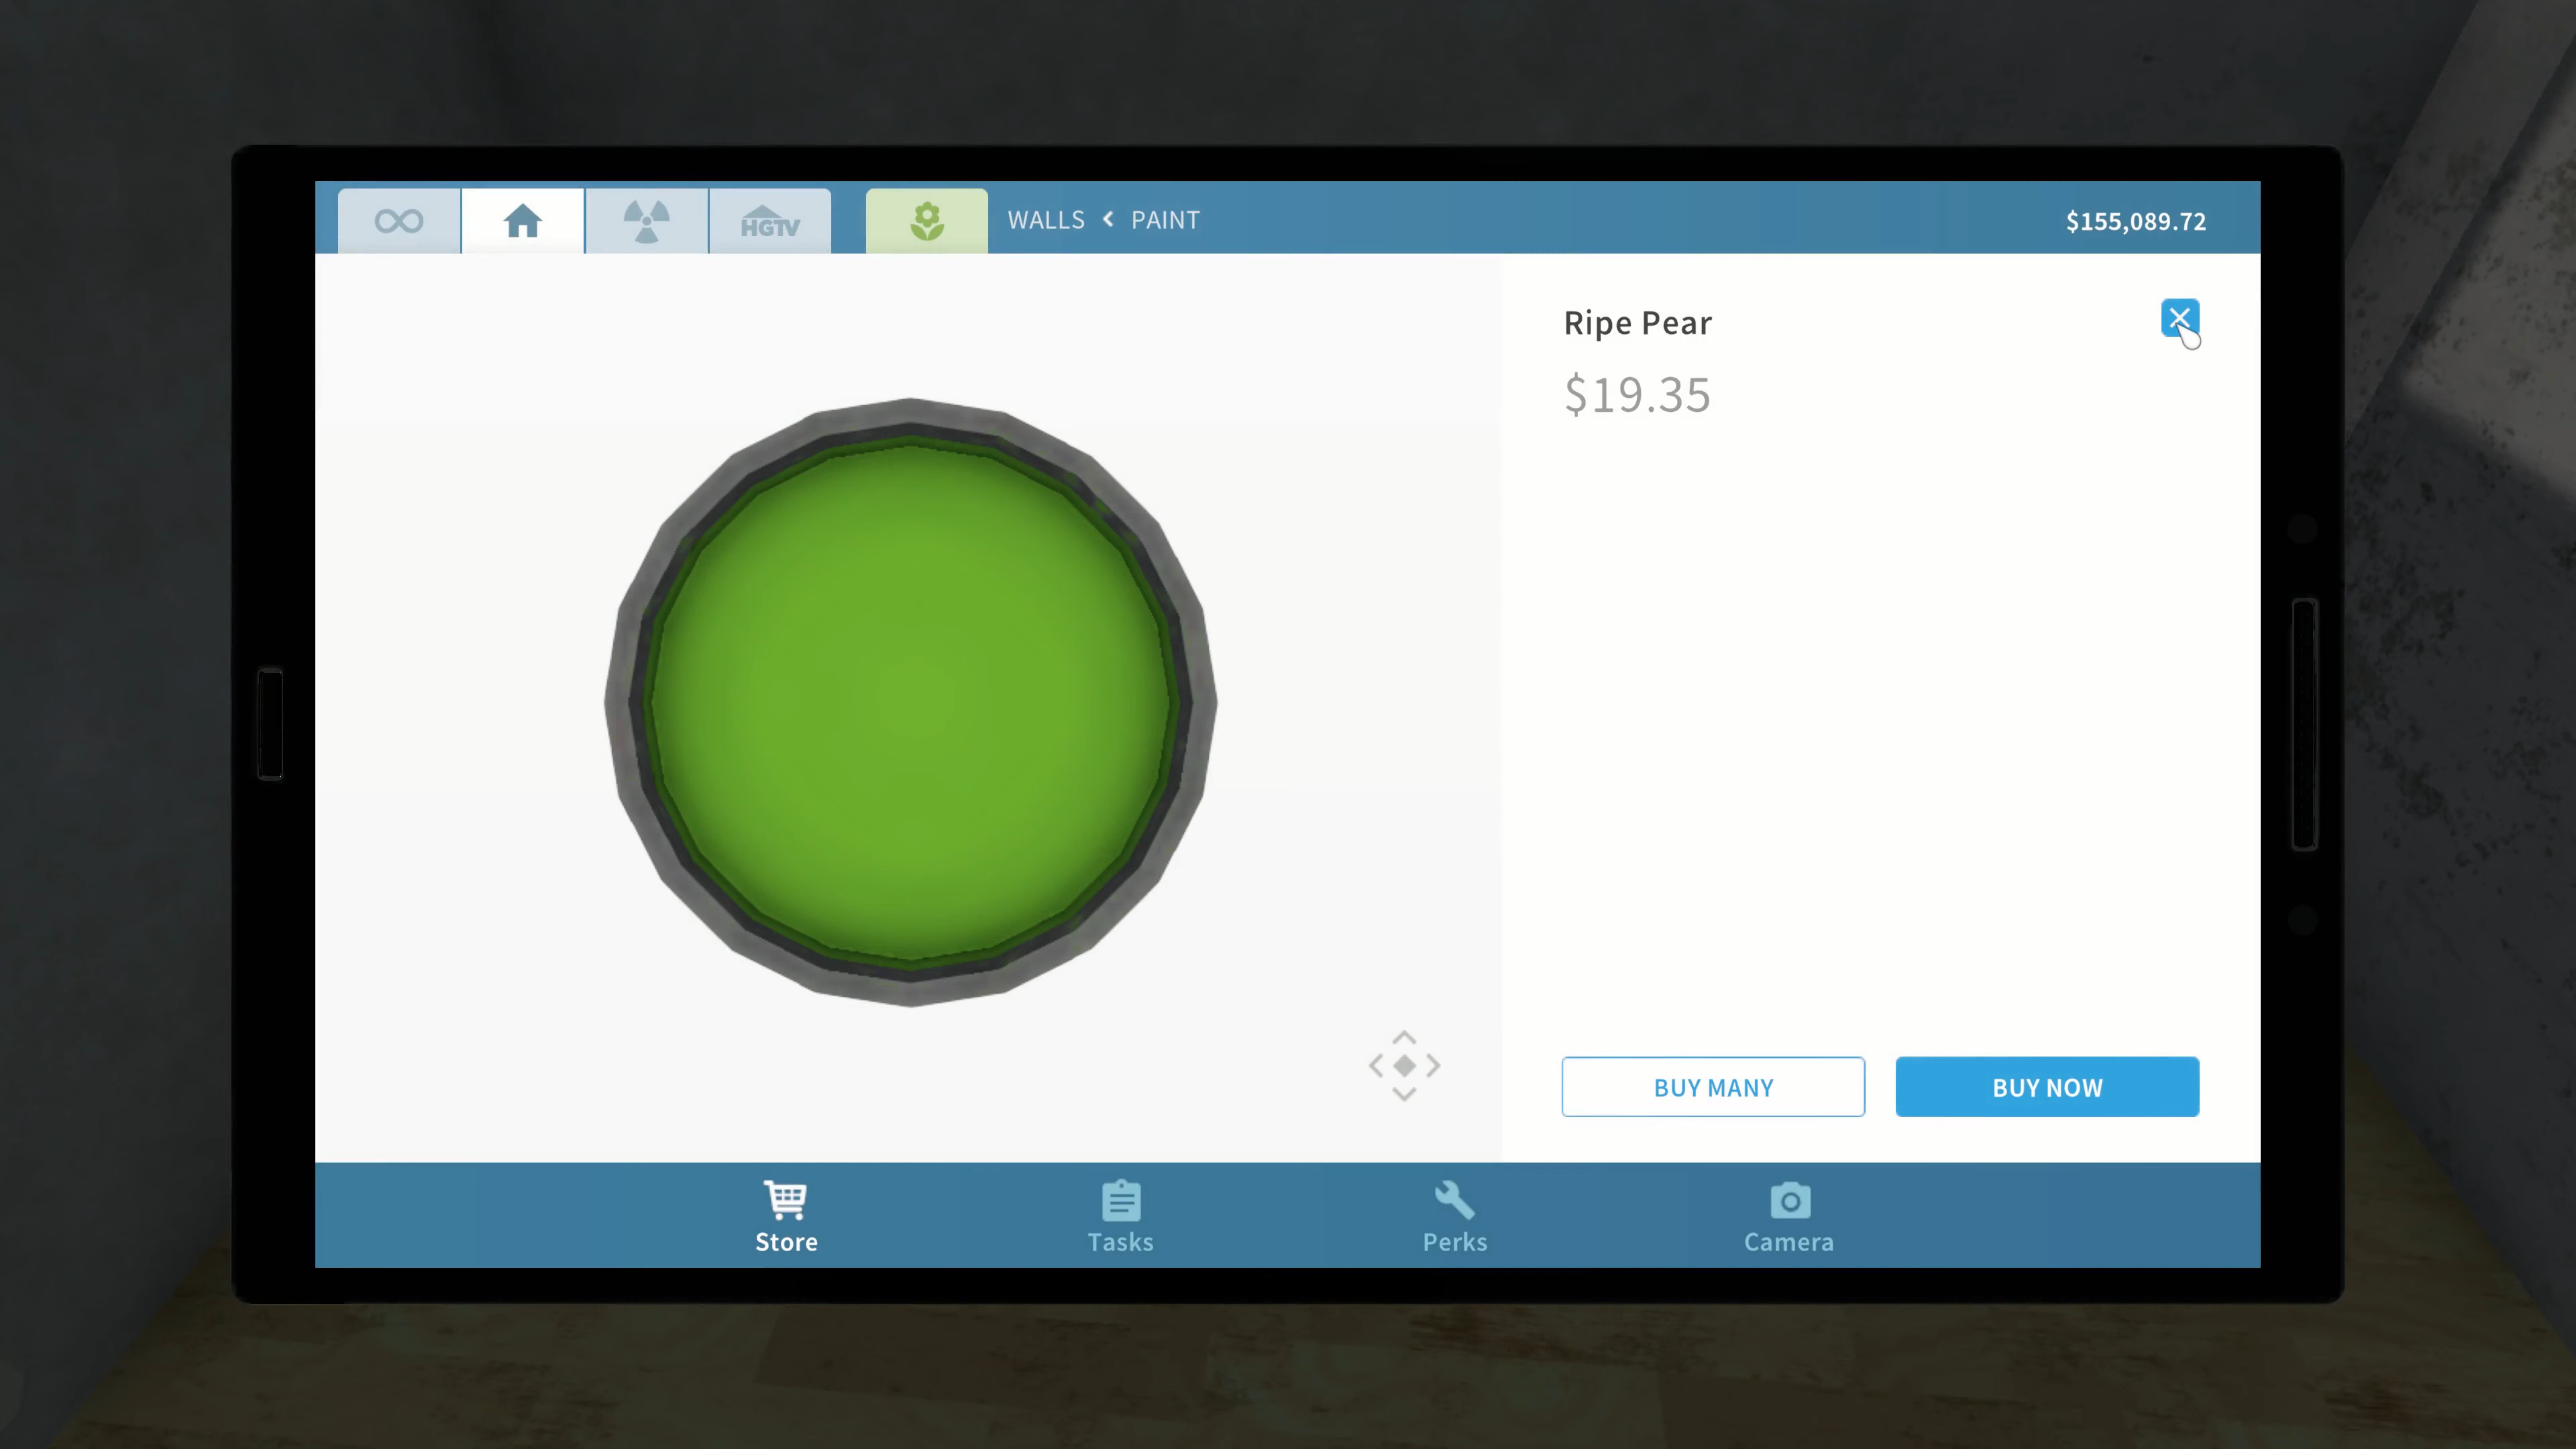 HGTV
WALLS < PAINT
$155,089.72
Ripe Pear
$19.35
BUY MANY
BUY NOW
Store
Tasks
Perks
Camera